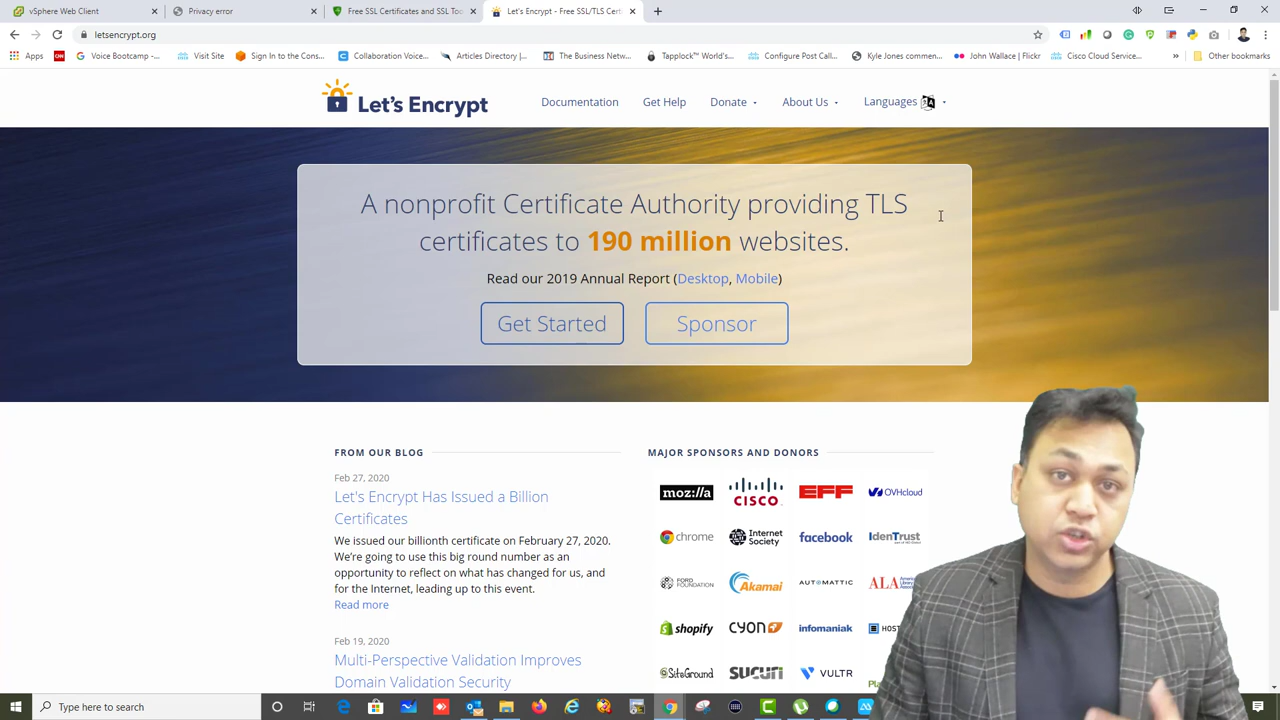 vSphere Web Client
Privacy error
Free SSL Certificates and SSL Too
Let's Encrypt - Free SSL/TLS Cert
letsencrypt.org
Apps
CNN
Voice Bootcamp -...
Visit Site
Sign In to the Cons...
Collaboration Voice...
Articles Directory |...
The Business Netw...
Tapplock™ World's...
Configure Post Call...
Kyle Jones commen...
John Wallace | Flickr
Cisco Cloud Service...
»
Other bookmarks
Let's Encrypt
Documentation
Get Help
Donate
About Us
Languages
A nonprofit Certificate Authority providing TLS
certificates to 190 million websites.
Read our 2019 Annual Report (Desktop, Mobile)
Get Started
Sponsor
FROM OUR BLOG
Feb 27, 2020
Let's Encrypt Has Issued a Billion
Certificates
We issued our billionth certificate on February 27, 2020.
We're going to use this big round number as an
opportunity to reflect on what has changed for us, and
for the Internet, leading up to this event.
Read more
Feb 19, 2020
Multi-Perspective Validation Improves
Domain Validation Security
MAJOR SPONSORS AND DONORS
moz://a
CISCO
EFF
OVHcloud
chrome
Internet
Society
facebook
IdenTrust
FORD
FOUNDATION
Akamai
AUTOMATTIC
ALA
shopify
CYON
infomaniak
HOST
SiteGround
SUCURI
VULTR
Type here to search